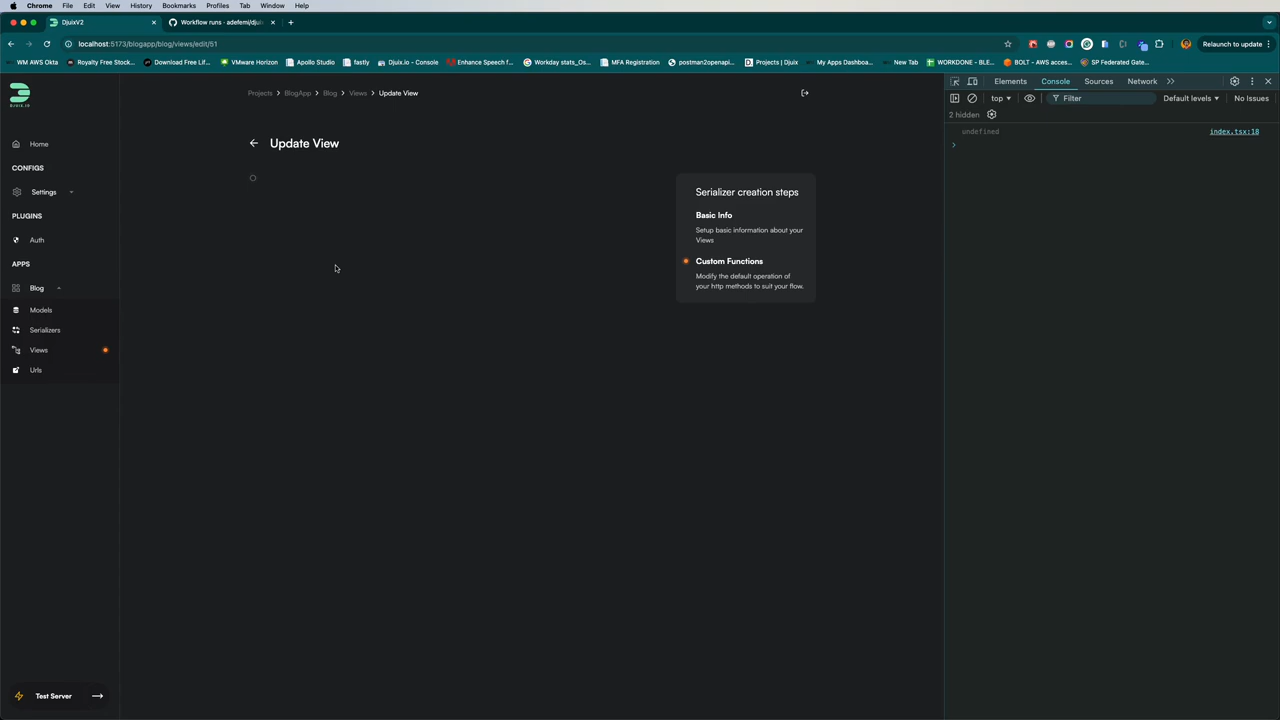 Chrome File Edit View History Bookmarks Profiles Tab Window Help
DjuixV2
Workflow runs - adefemi/djui
localhost:5173/blogapp/blog/views/edit/51
Relaunch to update
WM AWS Okta
Royalty Free Stock...
Download Free Lif...
VMware Horizon
Apollo Studio
fastly
Djuix.io - Console
Enhance Speech f...
Workday stats_Os...
MFA Registration
postman2openapi...
Projects | Djuix
My Apps Dashboa...
New Tab
WORKDONE - BLE...
BOLT - AWS acces...
SP Federated Gate...
DJUIX.IO
Projects > BlogApp > Blog > Views > Update View
Elements Console Sources Network
top Filter Default levels No Issues
2 hidden
undefined index.tsx:18
Update View
Home
CONFIGS
Settings
PLUGINS
Auth
APPS
Blog
Models
Serializers
Views
Urls
Serializer creation steps
Basic Info
Setup basic information about your
Views
Custom Functions
Modify the default operation of
your http methods to suit your flow.
Test Server